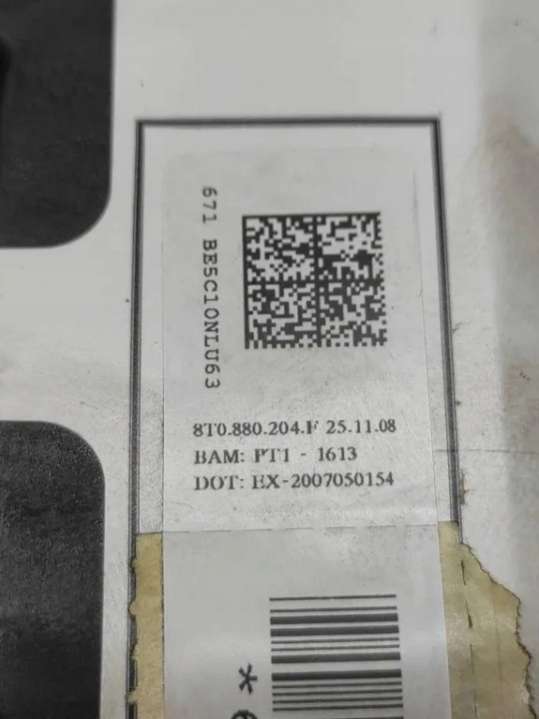 671 BE5C10NLU63
8T0.880.204.F 25.11.08
BAM: PT1 - 1613
DOT: EX-2007050154
*